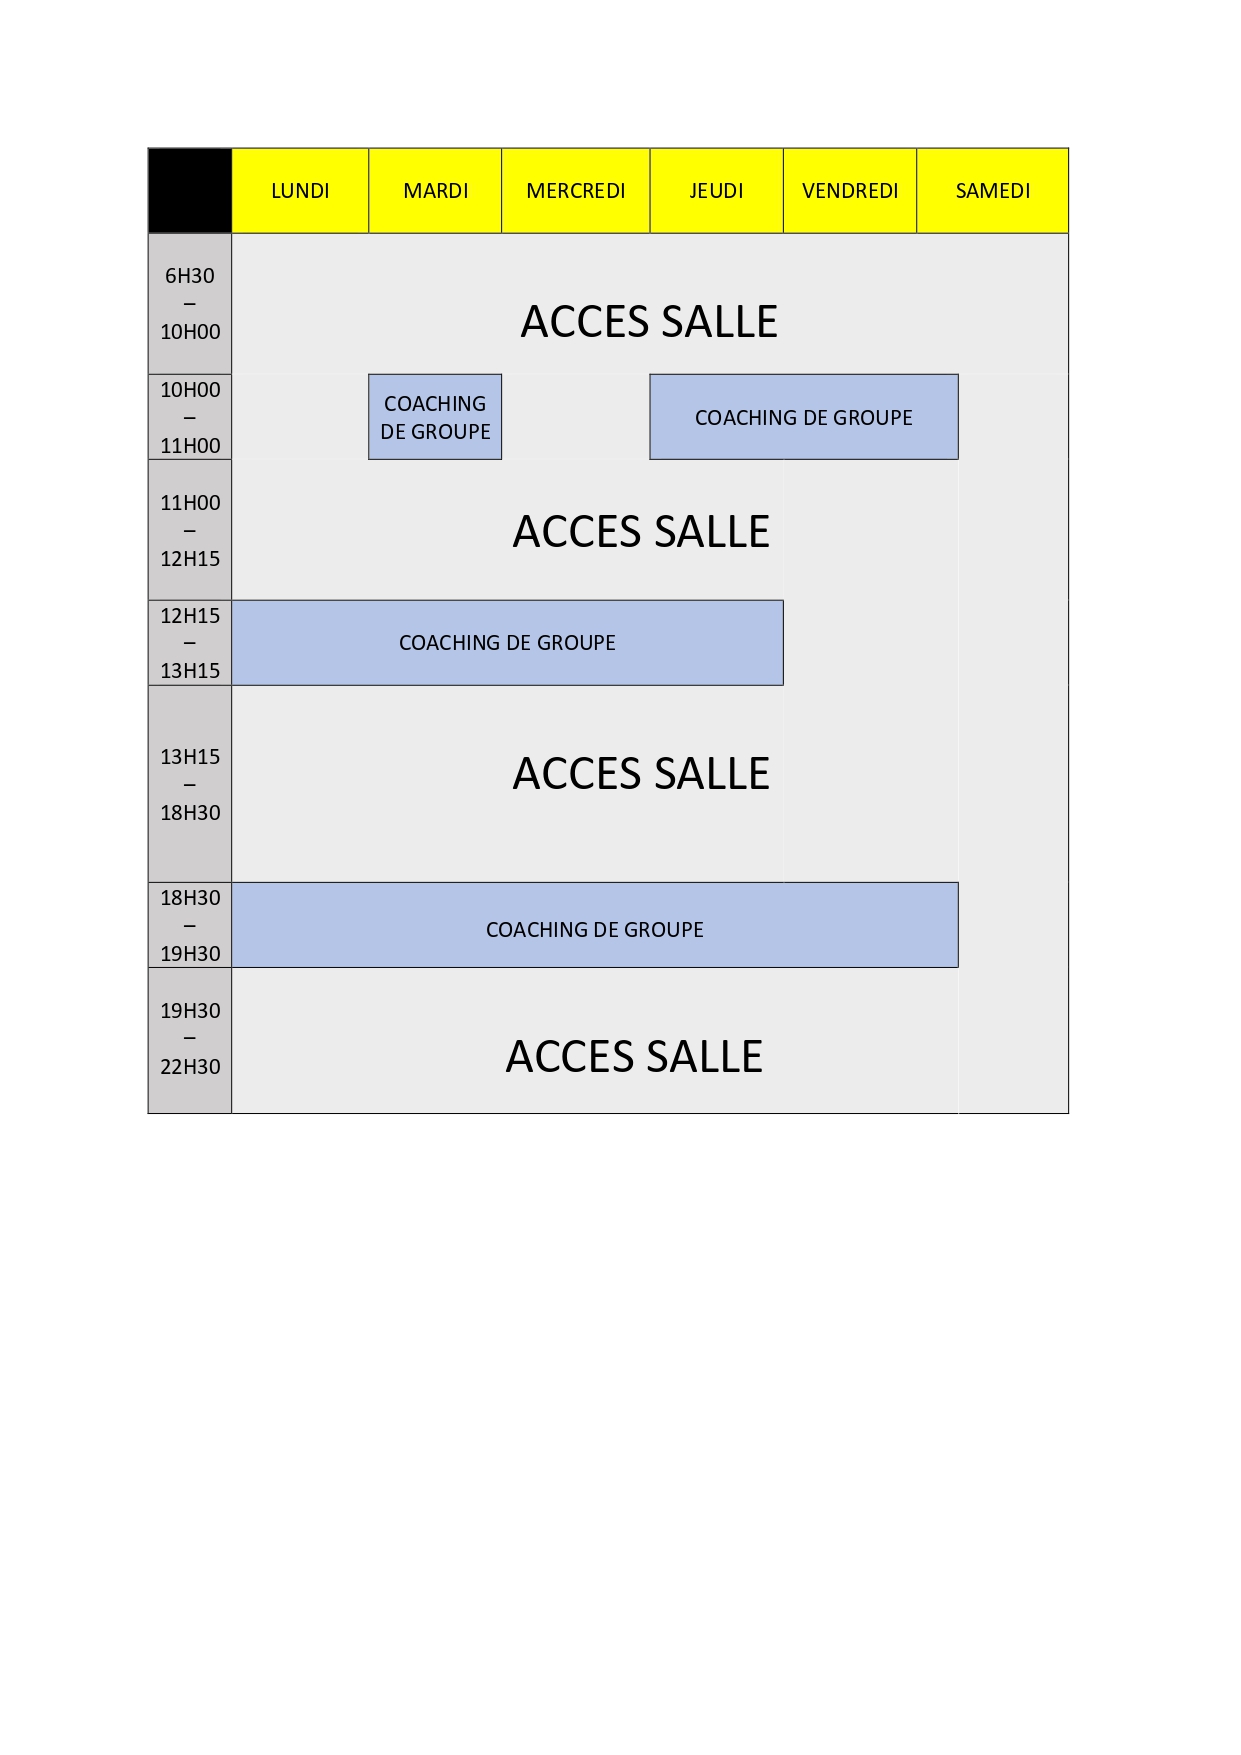 LUNDI MARDI MERCREDI JEUDI VENDREDI SAMEDI
6H30
–
10H00
ACCES SALLE
10H00
–
11H00
COACHING
DE GROUPE
COACHING DE GROUPE
11H00
–
12H15
ACCES SALLE
12H15
–
13H15
COACHING DE GROUPE
13H15
–
18H30
ACCES SALLE
18H30
–
19H30
COACHING DE GROUPE
19H30
–
22H30
ACCES SALLE